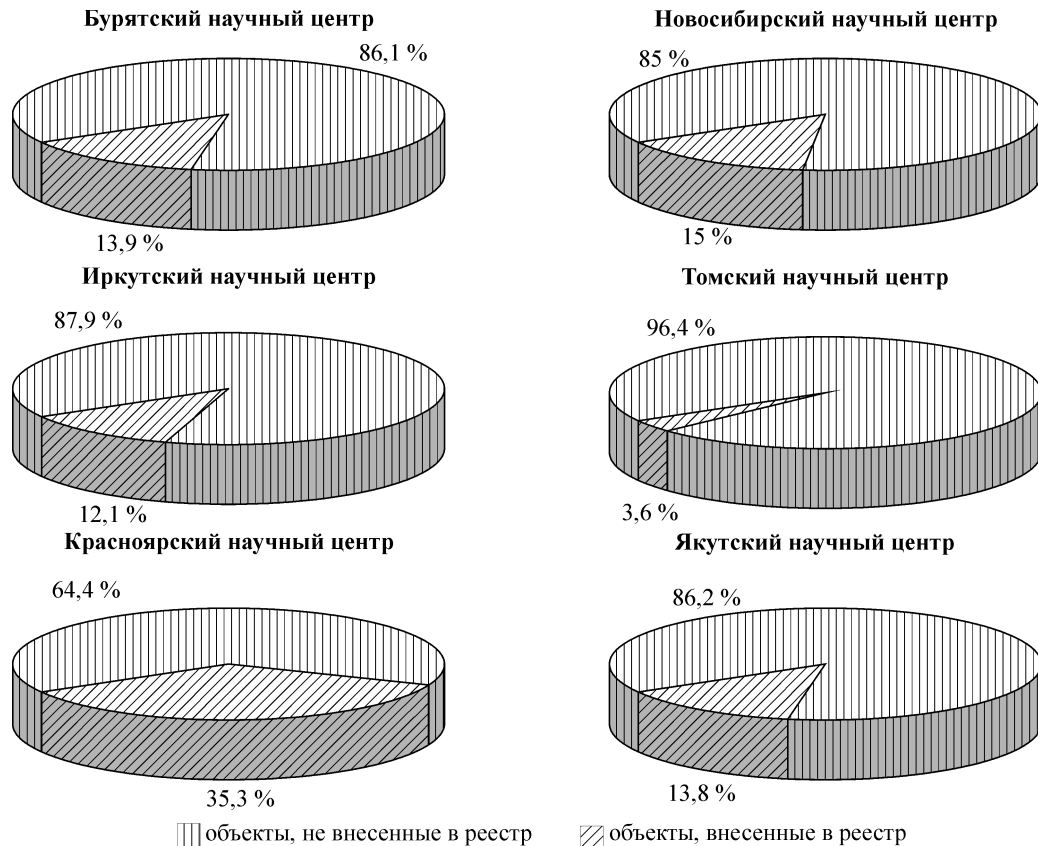 Бурятский научный центр
86,1 %
13,9 %
Новосибирский научный центр
85 %
15 %
Иркутский научный центр
87,9 %
12,1 %
Томский научный центр
96,4 %
3,6 %
Красноярский научный центр
64,4 %
35,3 %
Якутский научный центр
86,2 %
13,8 %
объекты, не внесенные в реестр
объекты, внесенные в реестр